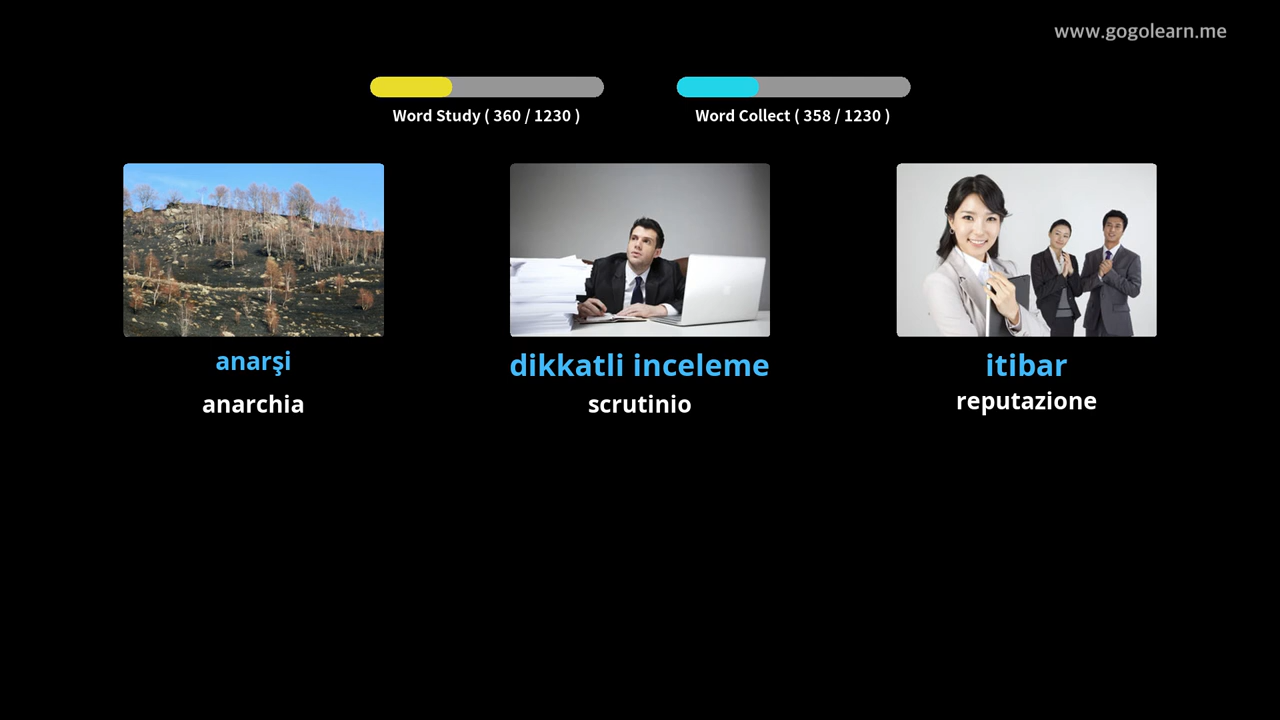 www.gogolearn.me
Word Study ( 360 / 1230 )
Word Collect ( 358 / 1230 )
anarşi
anarchia
dikkatli inceleme
scrutinio
itibar
reputazione